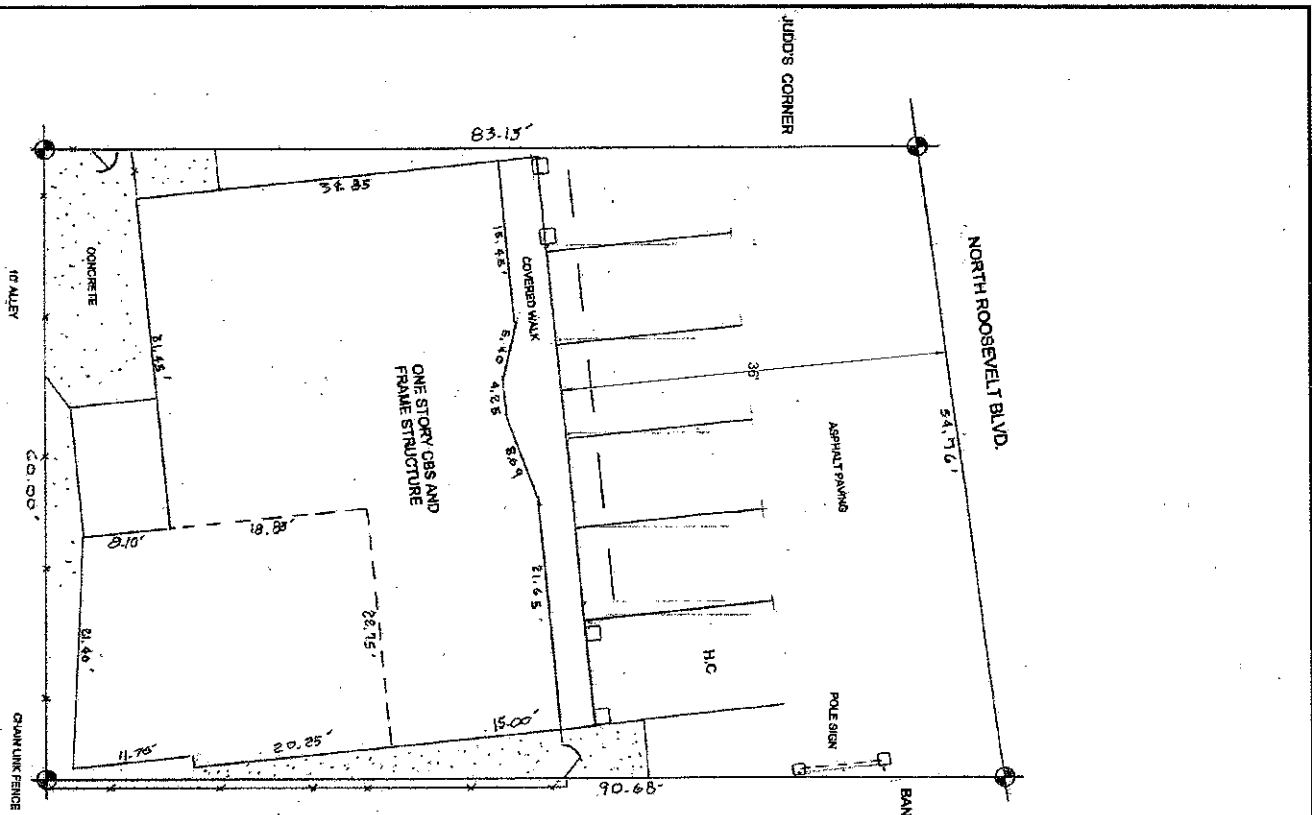 JUDD'S CORNER
NORTH ROOSEVELT BLVD.
83.15'
54.76'
36'
ASPHALT PAVING
34.85
15.45'
COVERED WALK
5.40
4.25
8.69
21.65'
ONE STORY CBS AND
FRAME STRUCTURE
CONCRETE
31.45'
10' ALLEY
60.00'
8.10'
18.85'
22.75'
21.40'
11.75'
20.25'
15.00'
H.C
POLE SIGN
BAN
90.68'
CHAIN LINK FENCE